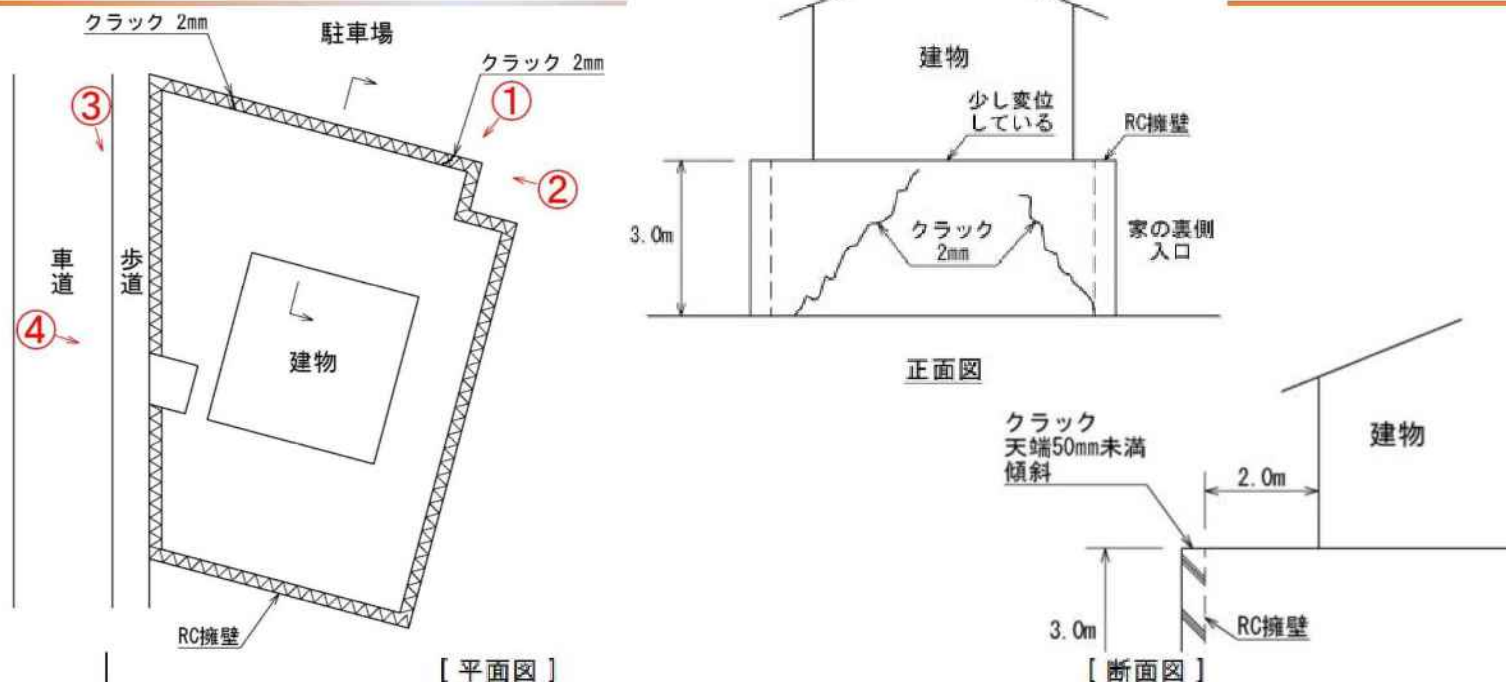 クラック 2mm
駐車場
クラック 2mm
③
①
②
車道
歩道
④
建物
RC擁壁
[ 平面図 ]
建物
少し変位
している
RC擁壁
3.0m
クラック
2mm
家の裏側
入口
正面図
クラック
天端50mm未満
傾斜
2.0m
建物
3.0m
RC擁壁
[ 断面図 ]